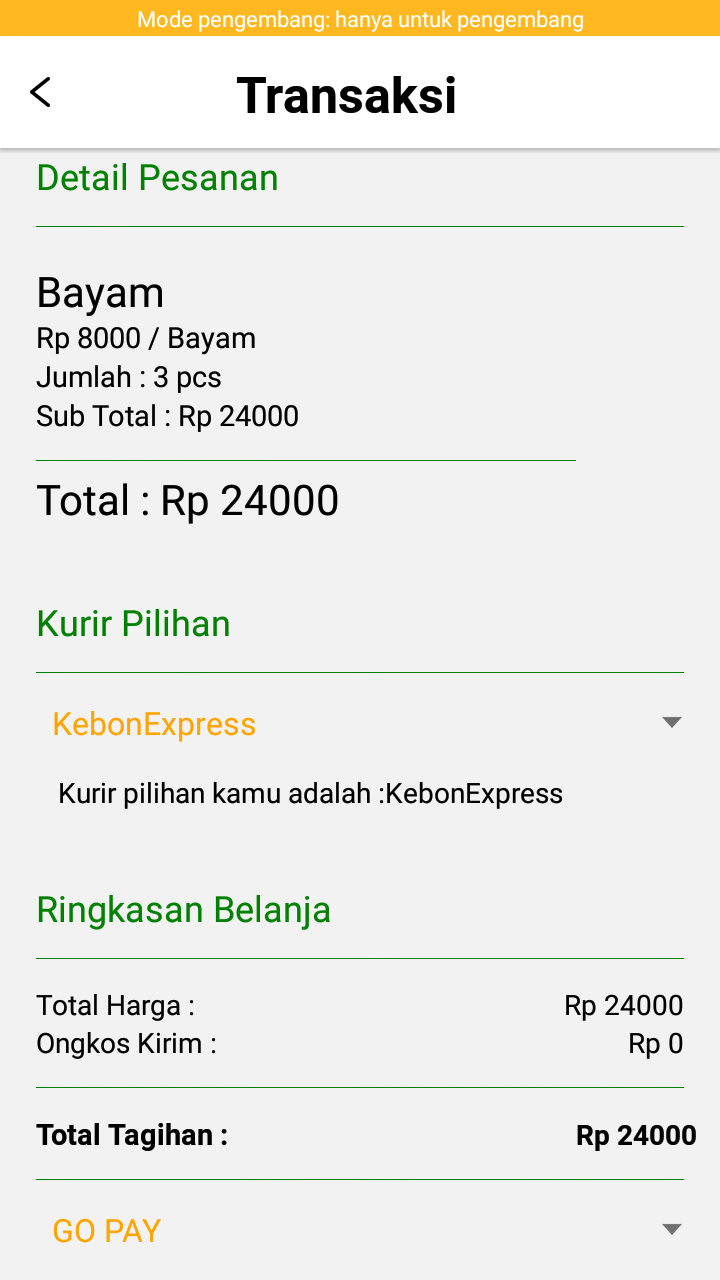 Mode pengembang: hanya untuk pengembang
Transaksi
Detail Pesanan
Bayam
Rp 8000 / Bayam
Jumlah : 3 pcs
Sub Total : Rp 24000
Total : Rp 24000
Kurir Pilihan
KebonExpress
Kurir pilihan kamu adalah :KebonExpress
Ringkasan Belanja
Total Harga : Rp 24000
Ongkos Kirim : Rp 0
Total Tagihan : Rp 24000
GO PAY